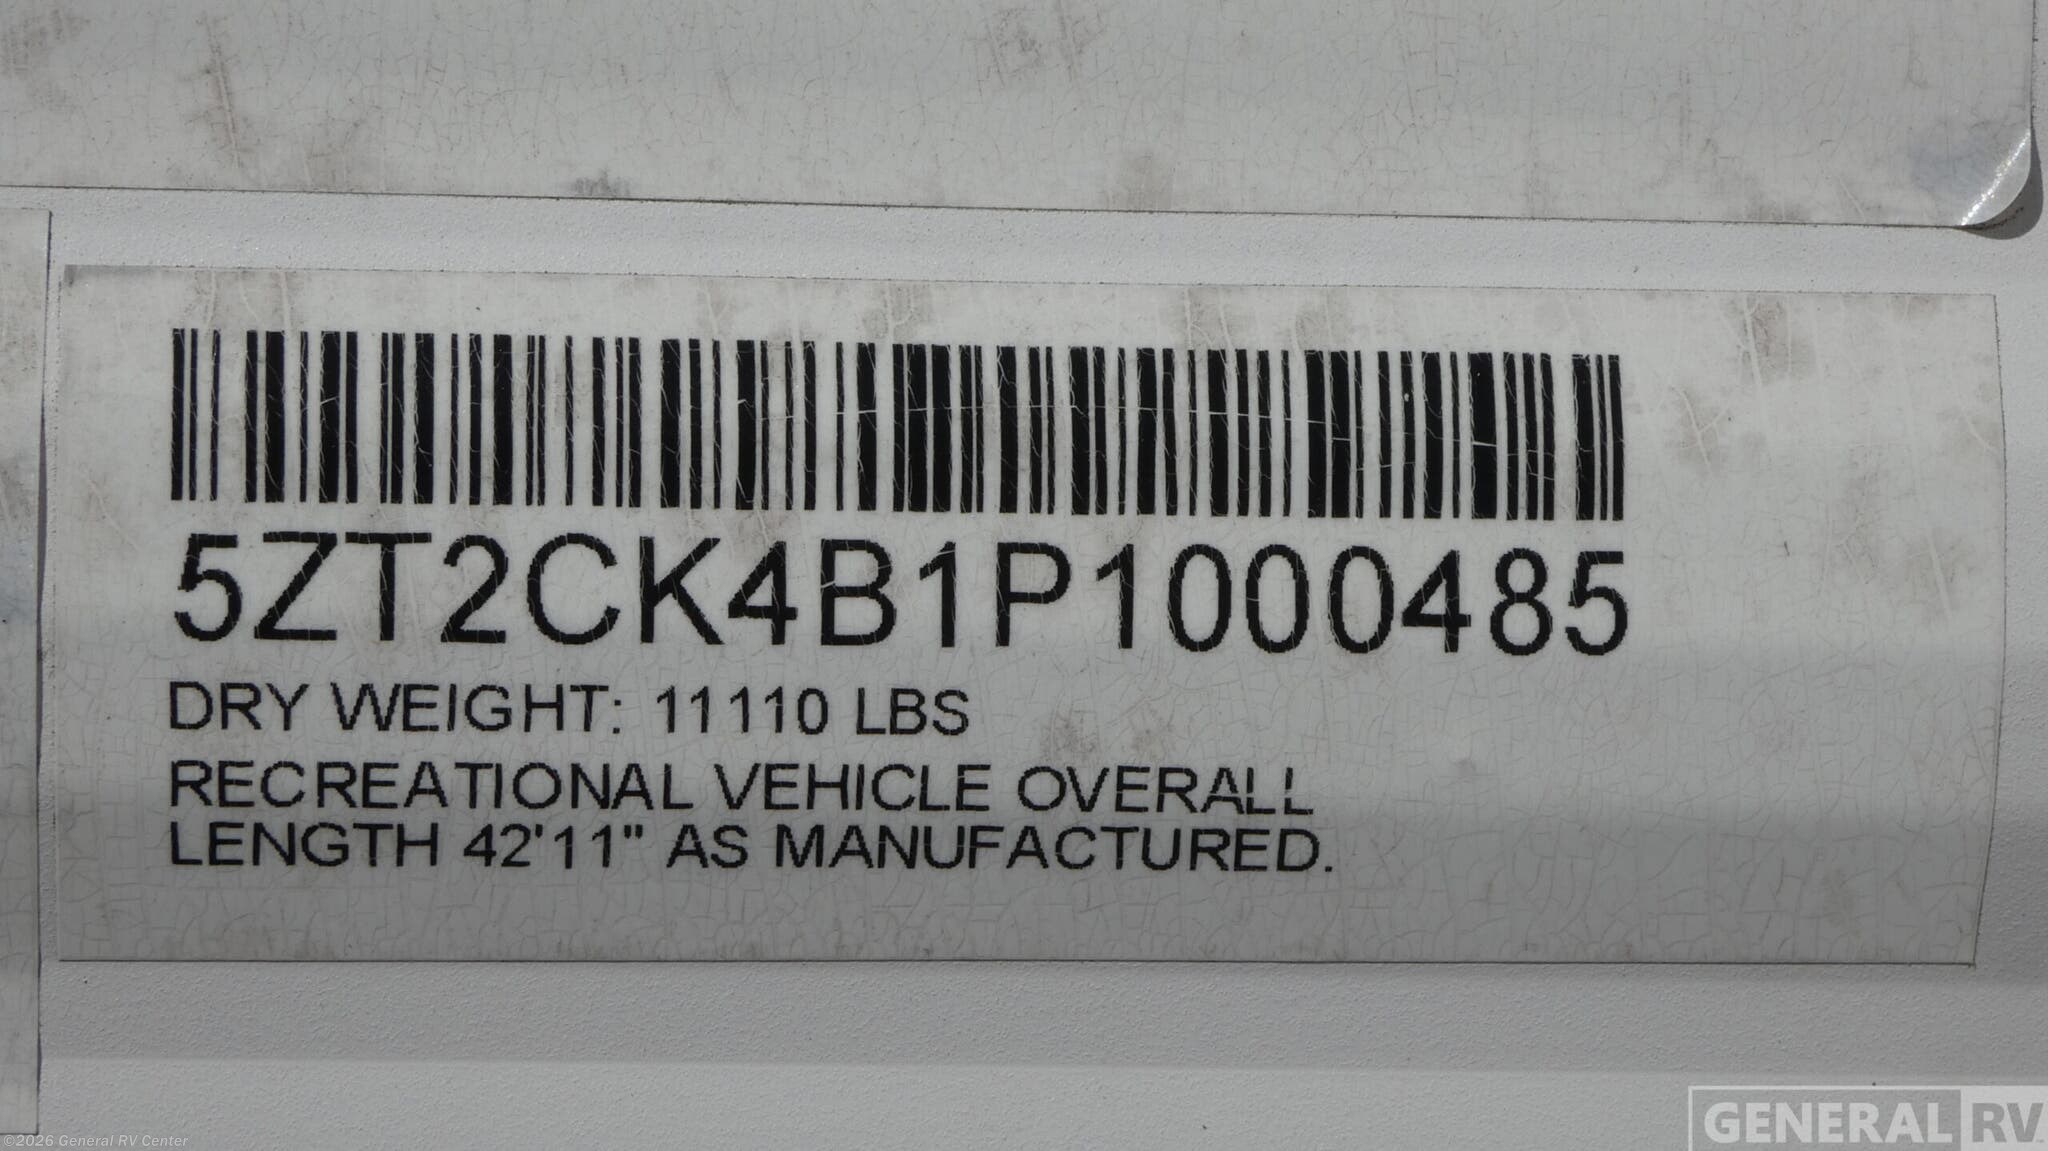 5ZT2CK4B1P1000485
DRY WEIGHT: 11110 LBS
RECREATIONAL VEHICLE OVERALL
LENGTH 42'11" AS MANUFACTURED.
©2026 General RV Center
GENERAL RV